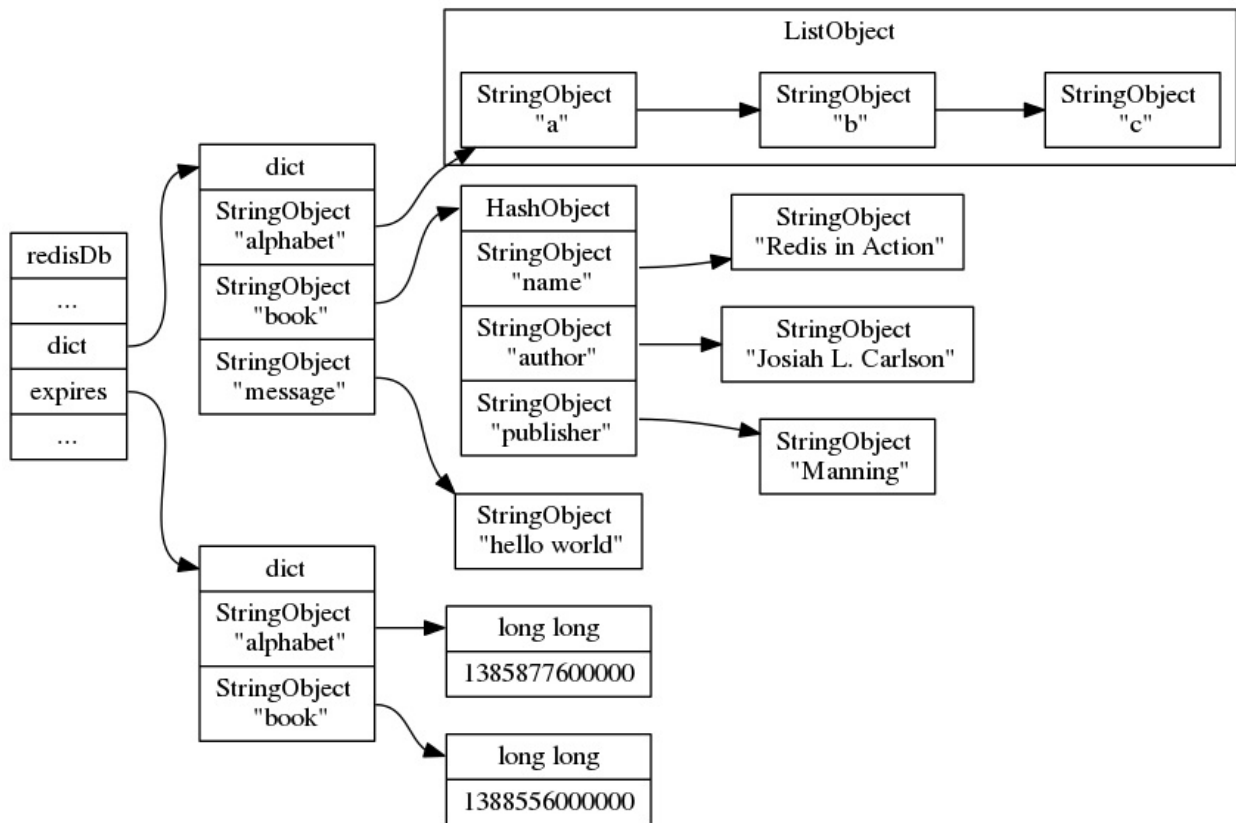 redisDb
...
dict
expires
...
dict
StringObject
"alphabet"
StringObject
"book"
StringObject
"message"
ListObject
StringObject
"a"
StringObject
"b"
StringObject
"c"
HashObject
StringObject
"name"
StringObject
"author"
StringObject
"publisher"
StringObject
"Redis in Action"
StringObject
"Josiah L. Carlson"
StringObject
"Manning"
StringObject
"hello world"
dict
StringObject
"alphabet"
StringObject
"book"
long long
1385877600000
long long
1388556000000